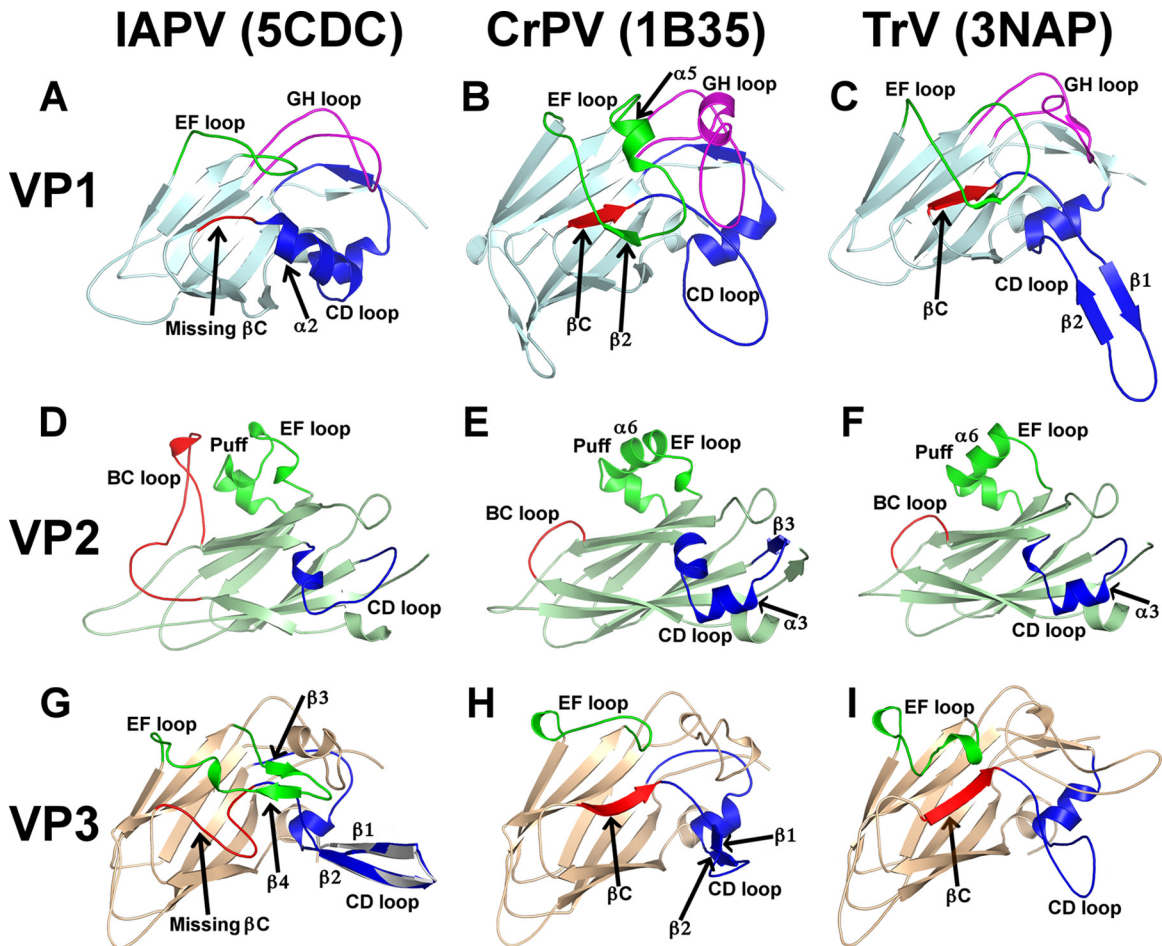 IAPV (5CDC) CrPV (1B35) TrV (3NAP)
VP1
A
EF loop
GH loop
Missing βC
α2
CD loop
B
EF loop
α5
GH loop
βC
β2
CD loop
C
EF loop
GH loop
βC
CD loop
β1
β2
VP2
D
BC loop
Puff
EF loop
CD loop
E
Puff
α6
EF loop
BC loop
β3
CD loop
α3
F
Puff
α6
EF loop
BC loop
CD loop
α3
VP3
G
EF loop
β3
β1
β2
β4
Missing βC
CD loop
H
EF loop
βC
β1
β2
CD loop
I
EF loop
βC
CD loop